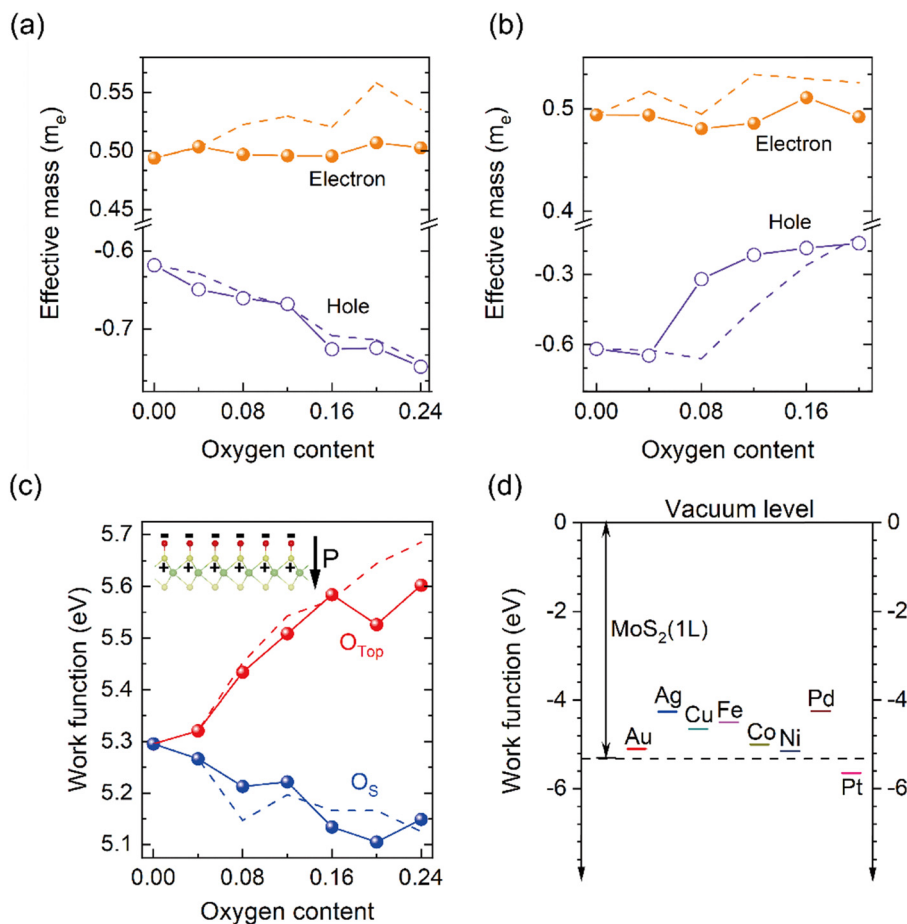 (a)
Effective mass (mₑ)
0.55
0.50
0.45
-0.6
-0.7
Electron
Hole
0.00 0.08 0.16 0.24
Oxygen content
(b)
Effective mass (mₑ)
0.5
0.4
-0.3
-0.6
Electron
Hole
0.00 0.08 0.16
Oxygen content
(c)
Work function (eV)
5.7
5.6
5.5
5.4
5.3
5.2
5.1
- - - - - -
+ + + + + +
P
O_Top
O_S
0.00 0.08 0.16 0.24
Oxygen content
(d)
Vacuum level
Work function (eV)
0 0
-2 -2
-4 -4
-6 -6
MoS₂(1L)
Au
Ag
Cu
Fe
Co
Ni
Pd
Pt